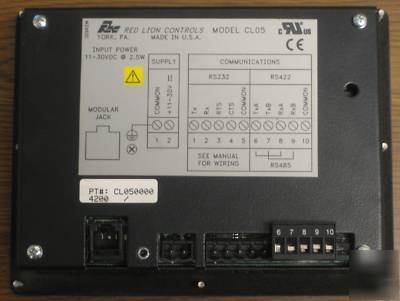 RED LION CONTROLS MODEL CL05
YORK, PA. MADE IN U.S.A.
C UL US
CE
INPUT POWER
11-30VDC @ 2.5W
SUPPLY
COMMUNICATIONS
RS232
RS422
COMMON
+11-30v
Tx
Rx
RTS
CTS
COMMON
TxA
TxB
RxA
RxB
COMMON
MODULAR
JACK
1 2
1 2 3 4 5 6 7 8 9 10
SEE MANUAL
FOR WIRING
RS485
PT#: CL050000
4200 /
6 7 8 9 10